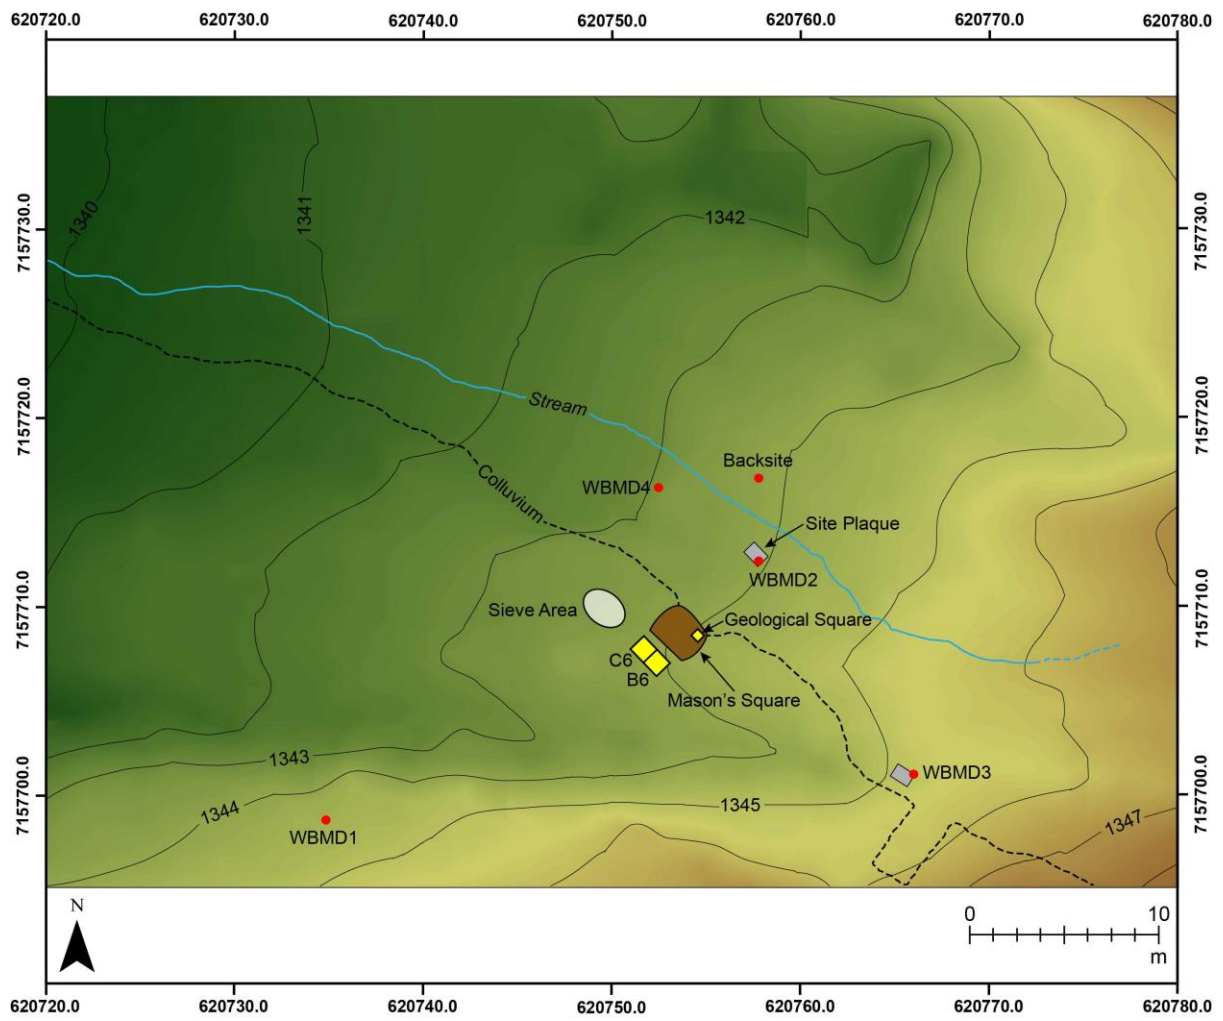 620720.0 620730.0 620740.0 620750.0 620760.0 620770.0 620780.0
7157730.0
7157720.0
7157710.0
7157700.0
7157730.0
7157720.0
7157710.0
7157700.0
1340
1341
1342
Stream
Backsite
Colluvium
WBMD4
Site Plaque
WBMD2
Sieve Area
Geological Square
C6
B6
Mason's Square
1343
WBMD3
1344
1345
1347
WBMD1
N
0 10
m
620720.0 620730.0 620740.0 620750.0 620760.0 620770.0 620780.0